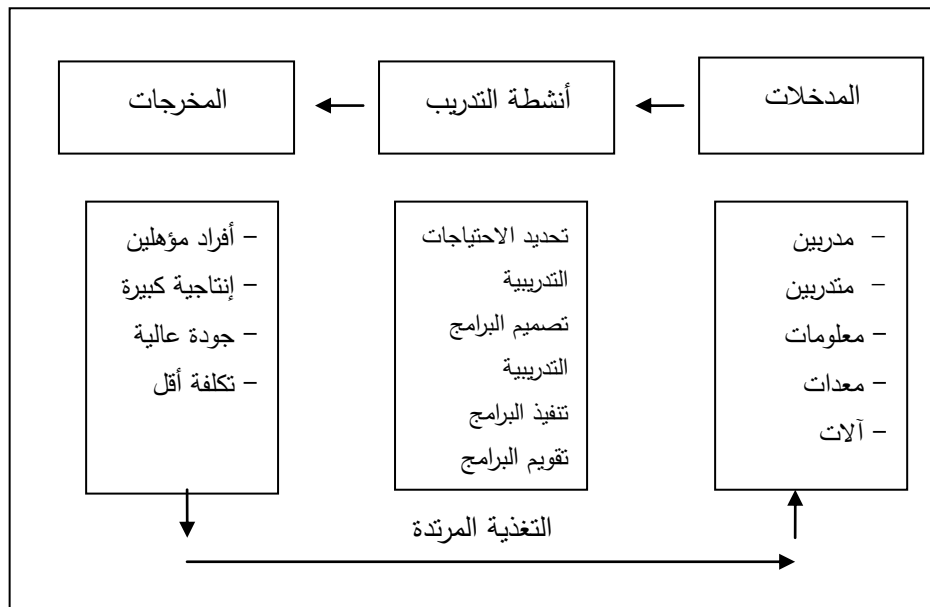 المدخلات
أنشطة التدريب
المخرجات
- مدربين
- متدربين
- معلومات
- معدات
- آلات
تحديد الاحتياجات
التدريبية
تصميم البرامج
التدريبية
تنفيذ البرامج
تقويم البرامج
- أفراد مؤهلين
- إنتاجية كبيرة
- جودة عالية
- تكلفة أقل
التغذية المرتدة